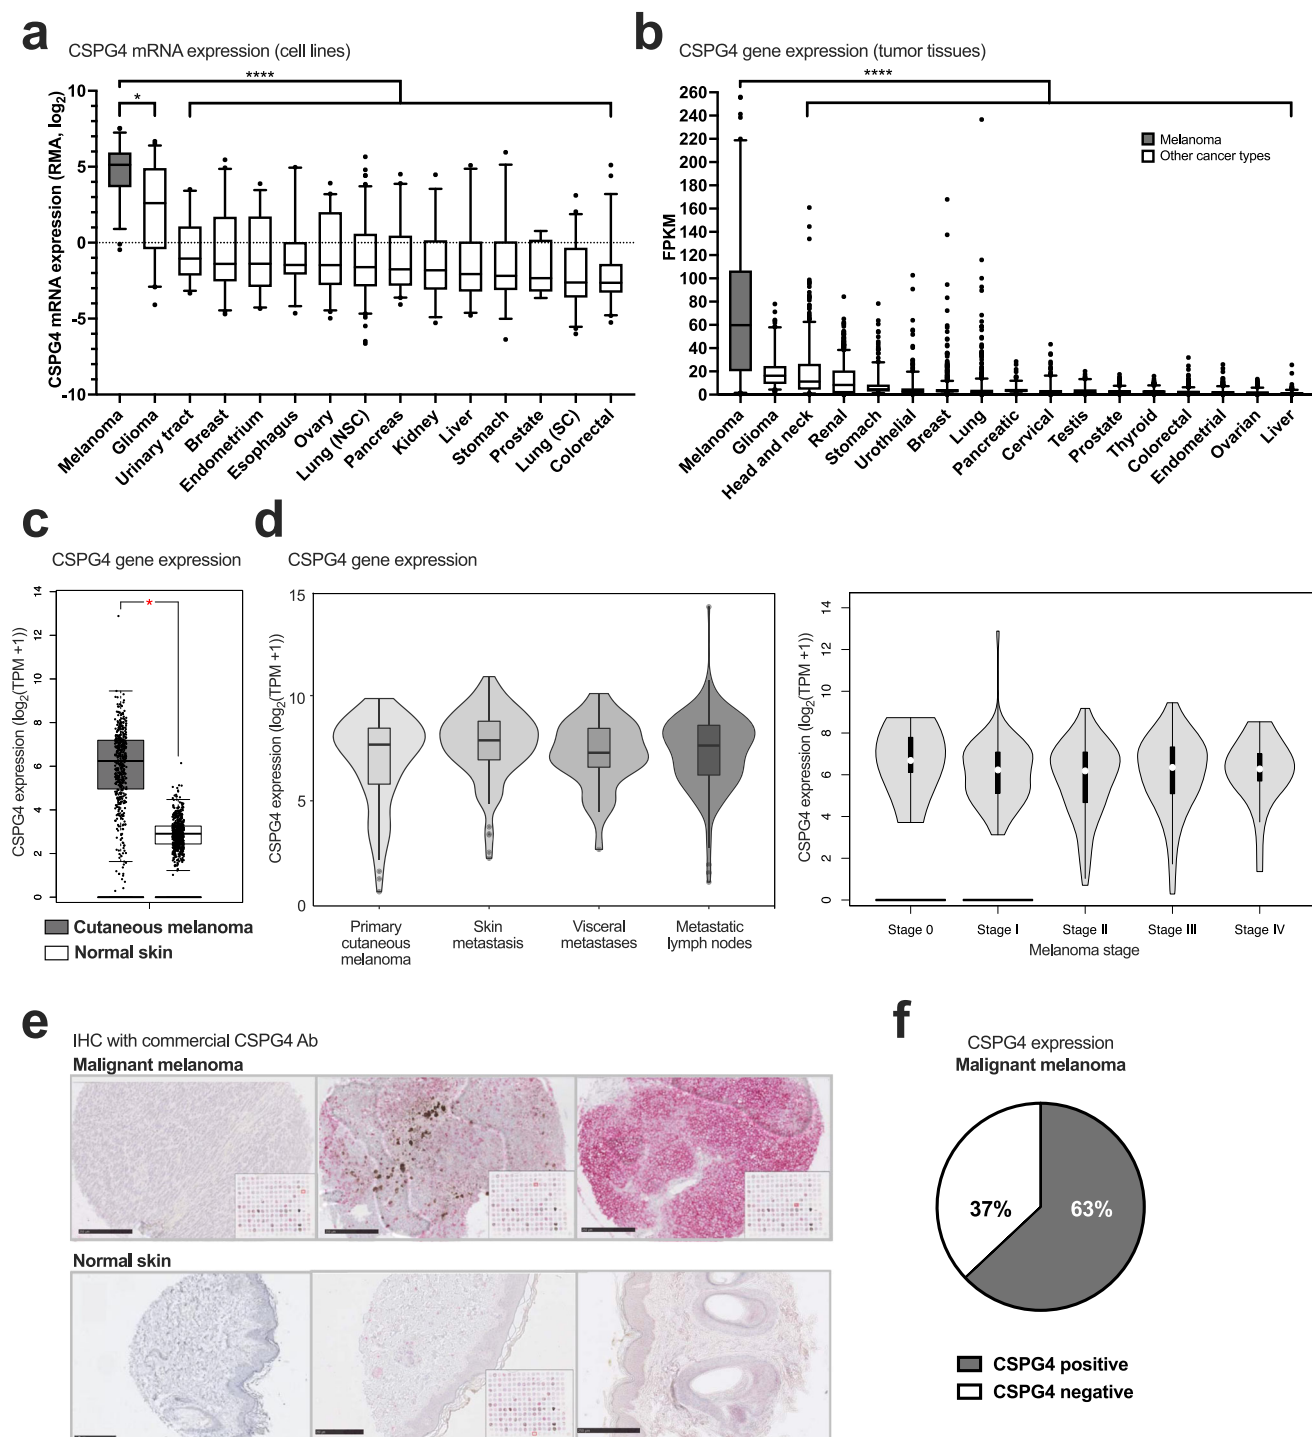 a
CSPG4 mRNA expression (cell lines)
CSPG4 mRNA expression (RMA, log2)
10
5
0
-5
-10
****
*
Melanoma
Glioma
Urinary tract
Breast
Endometrium
Esophagus
Ovary
Lung (NSC)
Pancreas
Kidney
Liver
Stomach
Prostate
Lung (SC)
Colorectal
b
CSPG4 gene expression (tumor tissues)
FPKM
260
240
220
200
180
160
140
120
100
80
60
40
20
0
****
Melanoma
Other cancer types
Melanoma
Glioma
Head and neck
Renal
Stomach
Urothelial
Breast
Lung
Pancreatic
Cervical
Testis
Prostate
Thyroid
Colorectal
Endometrial
Ovarian
Liver
c
CSPG4 gene expression
CSPG4 expression (log2(TPM +1))
14
12
10
8
6
4
2
0
*
Cutaneous melanoma
Normal skin
d
CSPG4 gene expression
CSPG4 expression (log2(TPM +1))
15
10
5
0
Primary
cutaneous
melanoma
Skin
metastasis
Visceral
metastases
Metastatic
lymph nodes
CSPG4 expression (log2(TPM +1))
14
12
10
8
6
4
2
0
Stage 0
Stage I
Stage II
Stage III
Stage IV
Melanoma stage
e
IHC with commercial CSPG4 Ab
Malignant melanoma
Normal skin
f
CSPG4 expression
Malignant melanoma
37%
63%
CSPG4 positive
CSPG4 negative